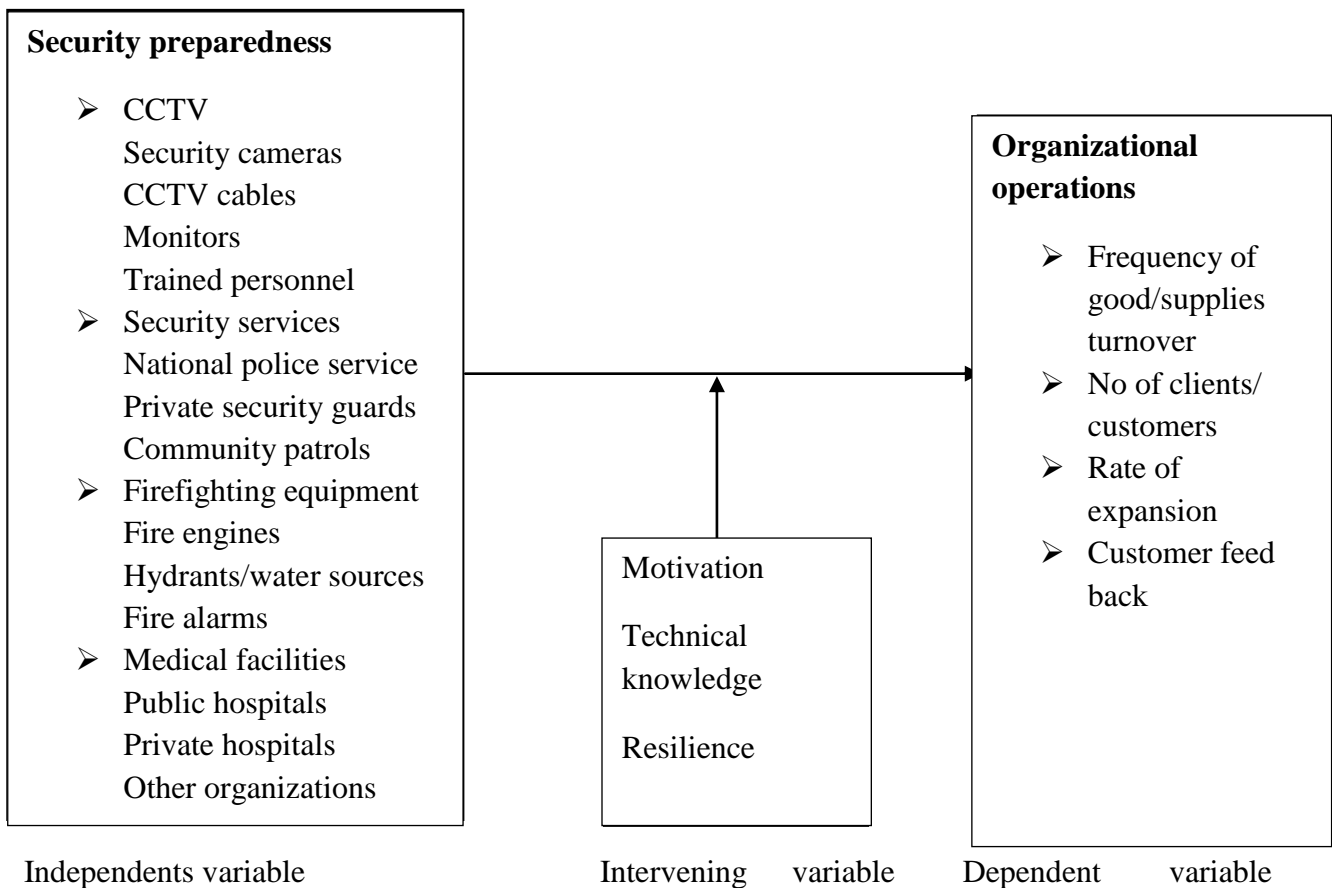 Security preparedness
➢ CCTV
Security cameras
CCTV cables
Monitors
Trained personnel
➢ Security services
National police service
Private security guards
Community patrols
➢ Firefighting equipment
Fire engines
Hydrants/water sources
Fire alarms
➢ Medical facilities
Public hospitals
Private hospitals
Other organizations
Motivation
Technical
knowledge
Resilience
Organizational
operations
➢ Frequency of
good/supplies
turnover
➢ No of clients/
customers
➢ Rate of
expansion
➢ Customer feed
back
Independents variable
Intervening variable
Dependent variable